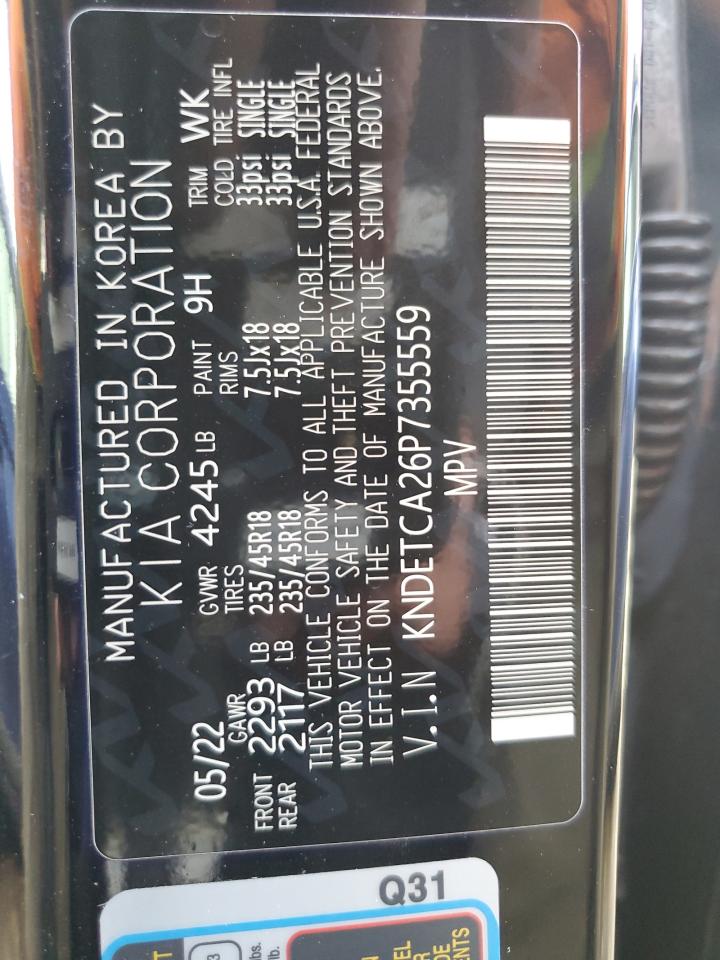 MANUFACTURED IN KOREA BY
KIA CORPORATION
05/22 GVWR 4245 LB PAINT 9H TRIM WK
GAWR TIRES RIMS COLD TIRE INFL
FRONT 2293 LB 235/45R18 7.5Jx18 33psi SINGLE
REAR 2117 LB 235/45R18 7.5Jx18 33psi SINGLE
THIS VEHICLE CONFORMS TO ALL APPLICABLE U.S.A. FEDERAL
MOTOR VEHICLE SAFETY AND THEFT PREVENTION STANDARDS
IN EFFECT ON THE DATE OF MANUFACTURE SHOWN ABOVE.
V.I.N KNDETCA26P7355559
MPV
Q31